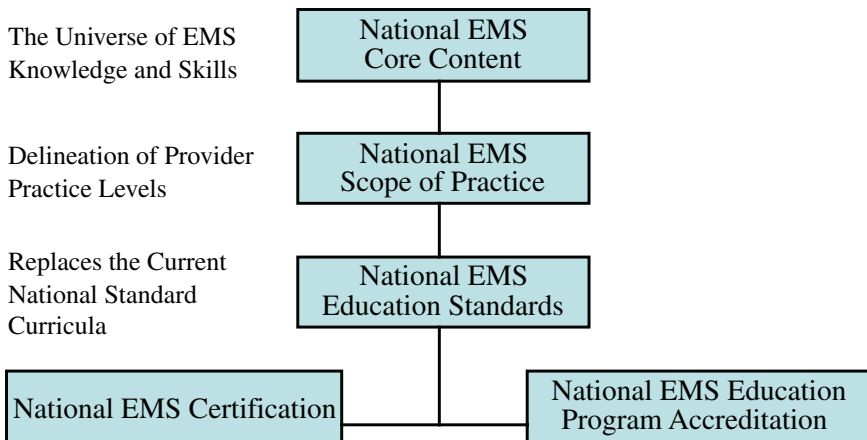 The Universe of EMS
Knowledge and Skills
National EMS
Core Content
Delineation of Provider
Practice Levels
National EMS
Scope of Practice
Replaces the Current
National Standard
Curricula
National EMS
Education Standards
National EMS Certification
National EMS Education
Program Accreditation